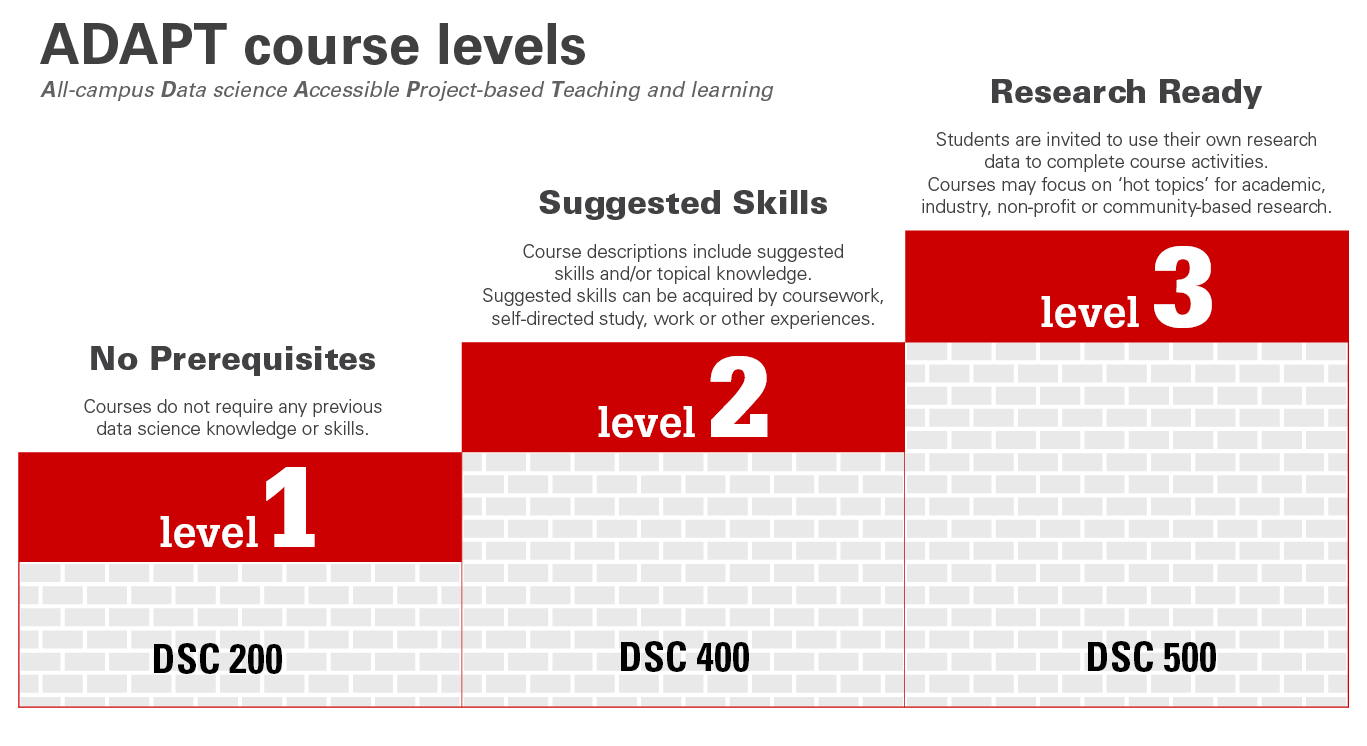 ADAPT course levels
All-campus Data science Accessible Project-based Teaching and learning
No Prerequisites
Courses do not require any previous
data science knowledge or skills.
level 1
DSC 200
Suggested Skills
Course descriptions include suggested
skills and/or topical knowledge.
Suggested skills can be acquired by coursework,
self-directed study, work or other experiences.
level 2
DSC 400
Research Ready
Students are invited to use their own research
data to complete course activities.
Courses may focus on ‘hot topics’ for academic,
industry, non-profit or community-based research.
level 3
DSC 500